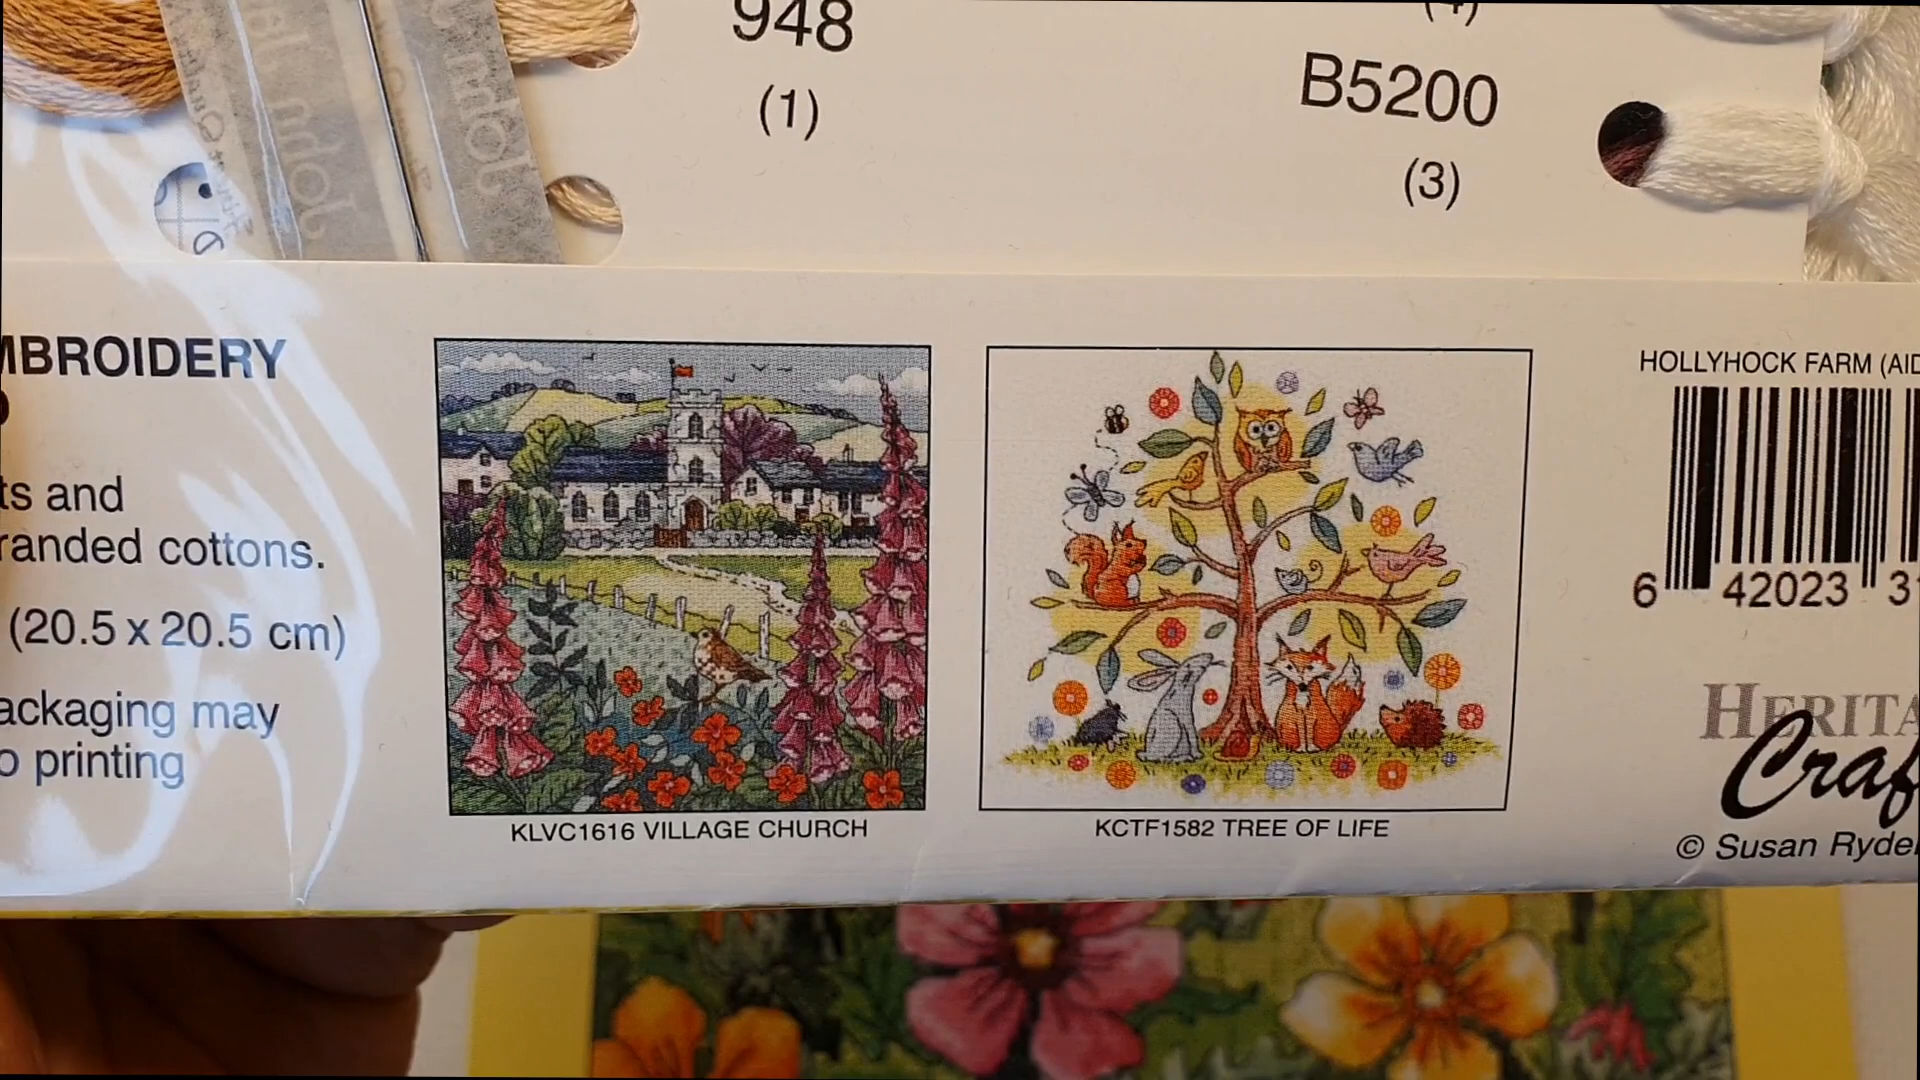 948
(1)
(4)
B5200
(3)
MBROIDERY
ts and
randed cottons.
(20.5 x 20.5 cm)
ackaging may
o printing
KLVC1616 VILLAGE CHURCH
KCTF1582 TREE OF LIFE
HOLLYHOCK FARM (AID
6 42023 31
HERITA
Craf
© Susan Ryder